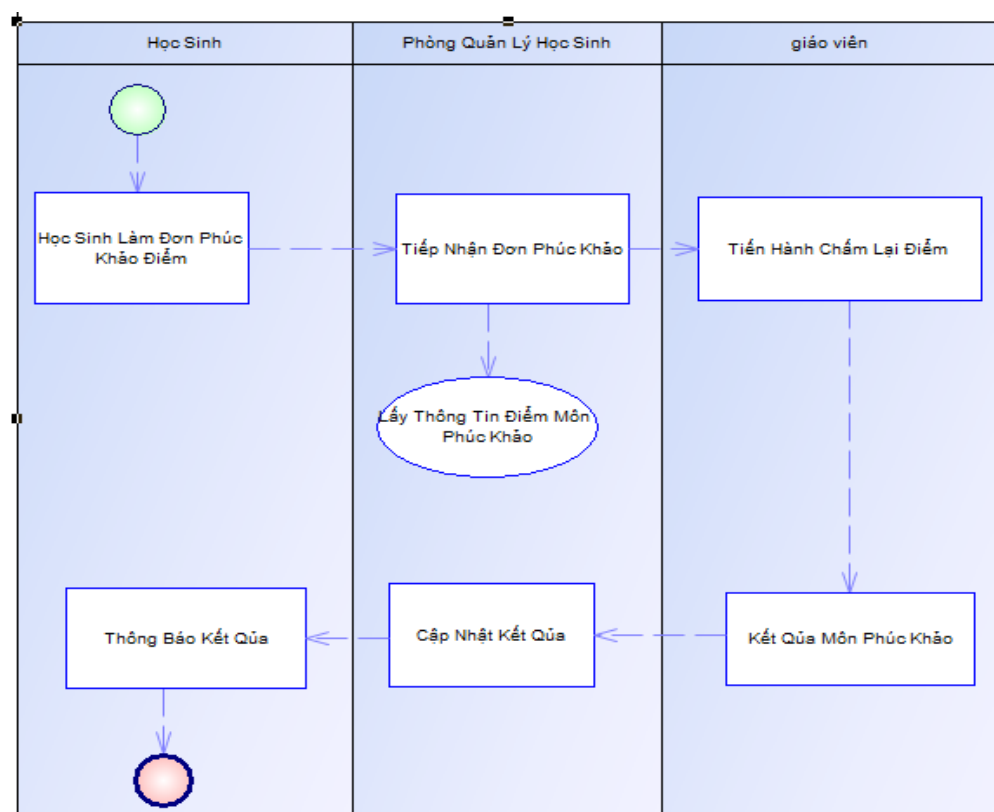 Học Sinh
Phòng Quản Lý Học Sinh
giáo viên
Học Sinh Làm Đơn Phúc
Khảo Điểm
Tiếp Nhận Đơn Phúc Khảo
Tiến Hành Chấm Lại Điểm
Lấy Thông Tin Điểm Môn
Phúc Khảo
Thông Báo Kết Qủa
Cập Nhật Kết Qủa
Kết Qủa Môn Phúc Khảo